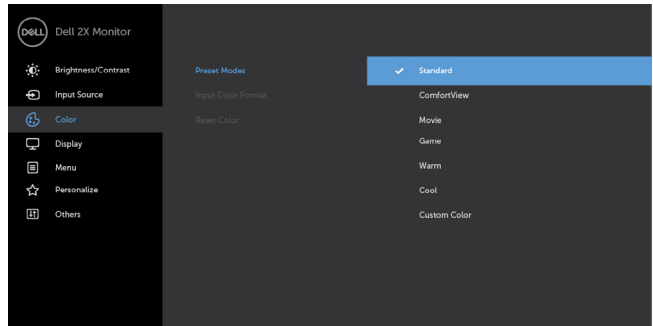 DELL Dell 2X Monitor
Brightness/Contrast Preset Modes Standard
Input Source Input Color Format ComfortView
Color Reset Color Movie
Display Game
Menu Warm
Personalize Cool
Others Custom Color